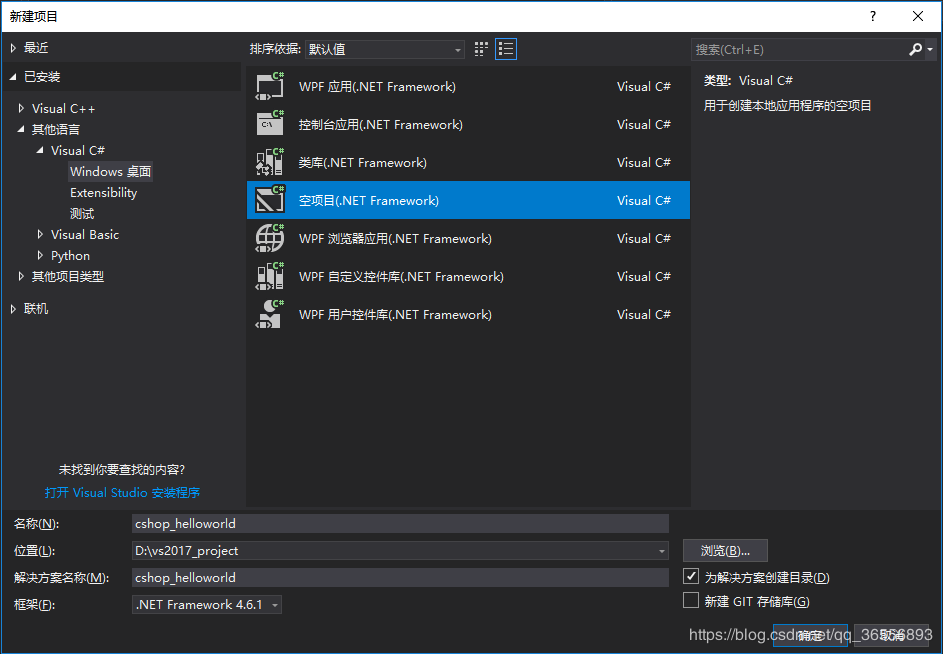 新建项目
最近
已安装
Visual C++
其他语言
Visual C#
Windows 桌面
Extensibility
测试
Visual Basic
Python
其他项目类型
联机
未找到你要查找的内容?
打开 Visual Studio 安装程序
排序依据: 默认值
WPF 应用(.NET Framework) Visual C#
控制台应用(.NET Framework) Visual C#
类库(.NET Framework) Visual C#
空项目(.NET Framework) Visual C#
WPF 浏览器应用(.NET Framework) Visual C#
WPF 自定义控件库(.NET Framework) Visual C#
WPF 用户控件库(.NET Framework) Visual C#
搜索(Ctrl+E)
类型: Visual C#
用于创建本地应用程序的空项目
名称(N): cshop_helloworld
位置(L): D:\vs2017_project 浏览(B)...
解决方案名称(M): cshop_helloworld 为解决方案创建目录(D)
框架(F): .NET Framework 4.6.1 新建 GIT 存储库(G)
确定 取消